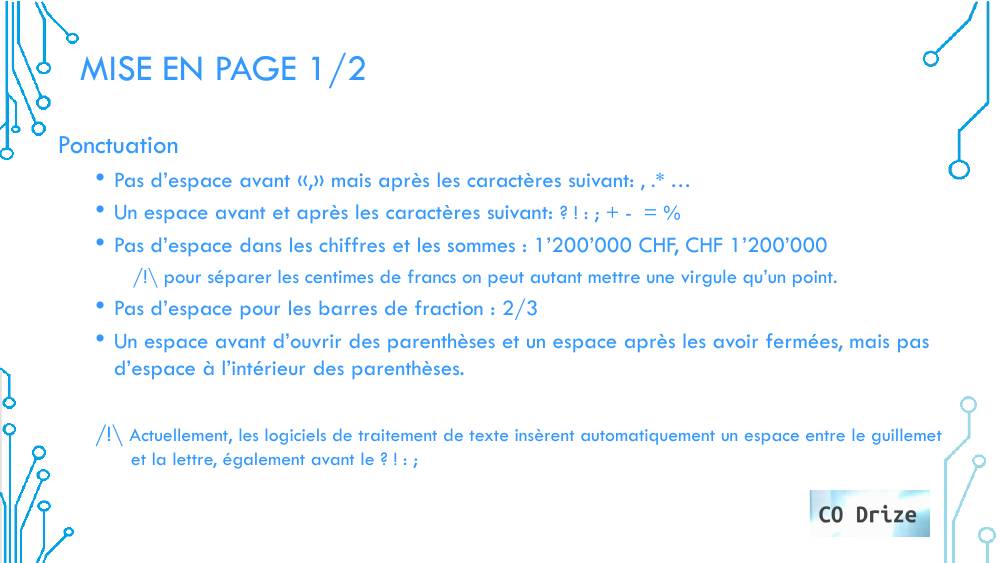 MISE EN PAGE 1/2
Ponctuation
• Pas d’espace avant «,» mais après les caractères suivant: , .* …
• Un espace avant et après les caractères suivant: ? ! : ; + -  = %
• Pas d’espace dans les chiffres et les sommes : 1’200’000 CHF, CHF 1’200’000
/!\ pour séparer les centimes de francs on peut autant mettre une virgule qu’un point.
• Pas d’espace pour les barres de fraction : 2/3
• Un espace avant d’ouvrir des parenthèses et un espace après les avoir fermées, mais pas
d’espace à l’intérieur des parenthèses.
/!\ Actuellement, les logiciels de traitement de texte insèrent automatiquement un espace entre le guillemet
et la lettre, également avant le ? ! : ;
CO Drize